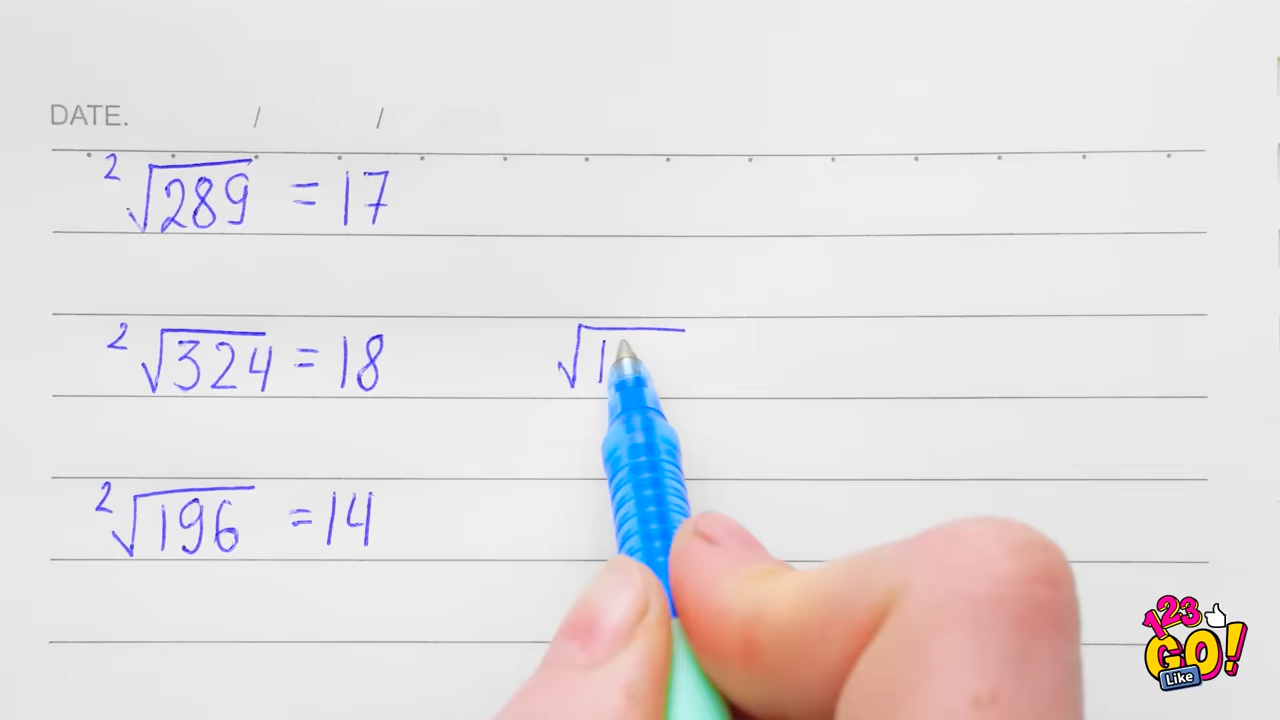 DATE. / /
²√289 = 17
²√324 = 18 √1
²√196 = 14
123 GO!
Like